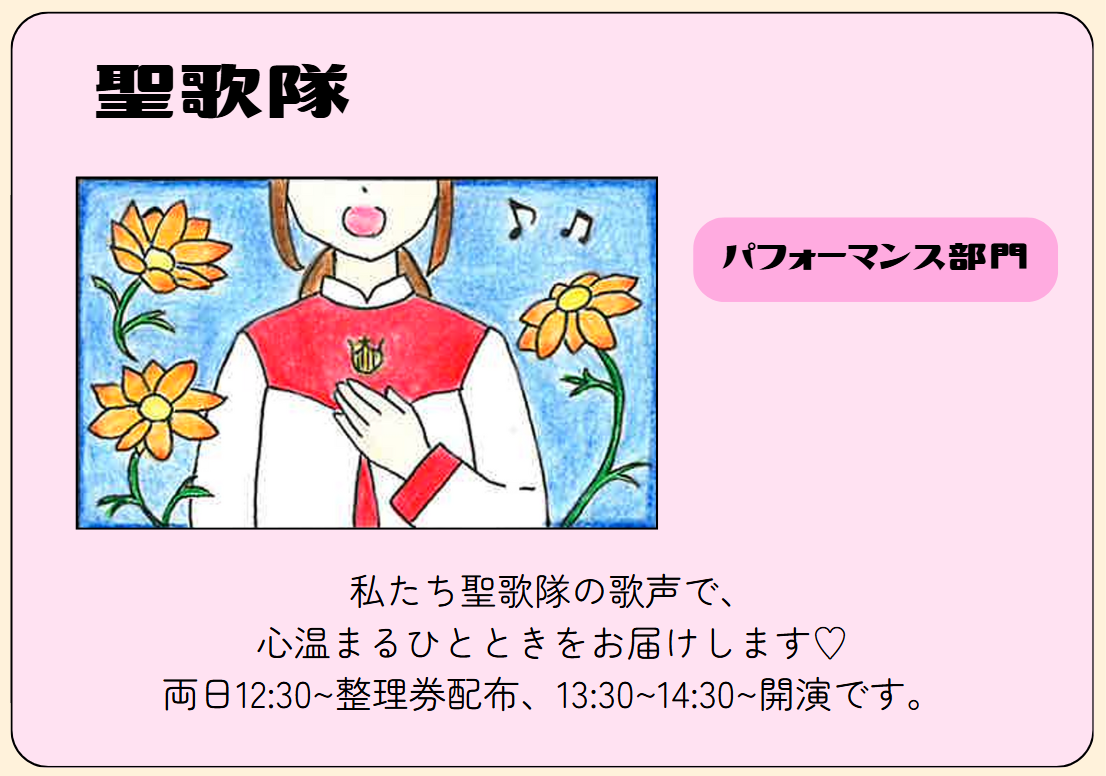 聖歌隊
パフォーマンス部門
私たち聖歌隊の歌声で、
心温まるひとときをお届けします♡
両日12:30~整理券配布、13:30~14:30~開演です。